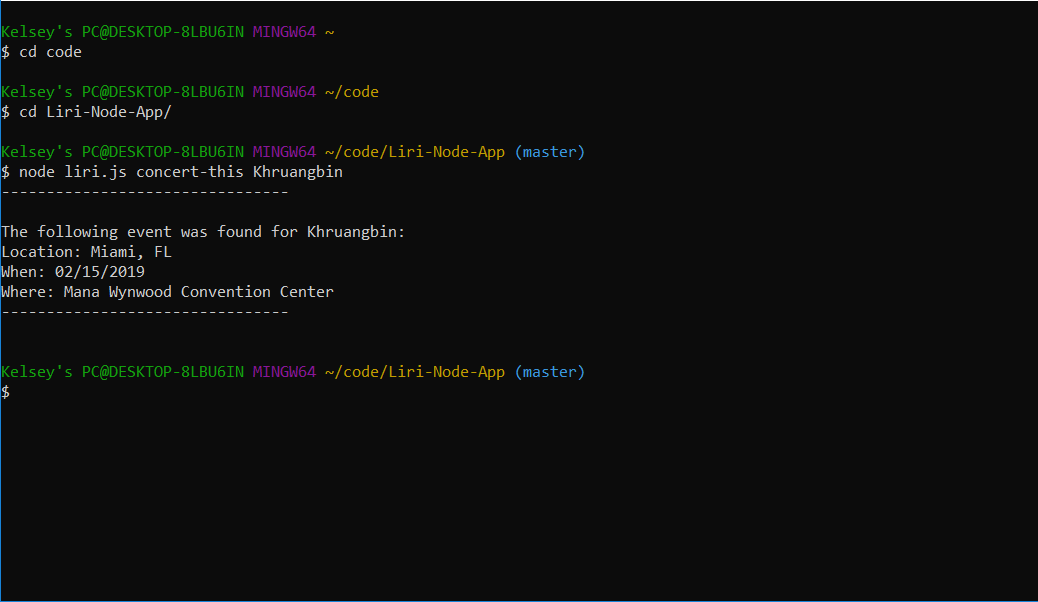 Kelsey's PC@DESKTOP-8LBU6IN MINGW64 ~
$ cd code
Kelsey's PC@DESKTOP-8LBU6IN MINGW64 ~/code
$ cd Liri-Node-App/
Kelsey's PC@DESKTOP-8LBU6IN MINGW64 ~/code/Liri-Node-App (master)
$ node liri.js concert-this Khruangbin
--------------------------------
The following event was found for Khruangbin:
Location: Miami, FL
When: 02/15/2019
Where: Mana Wynwood Convention Center
--------------------------------
Kelsey's PC@DESKTOP-8LBU6IN MINGW64 ~/code/Liri-Node-App (master)
$